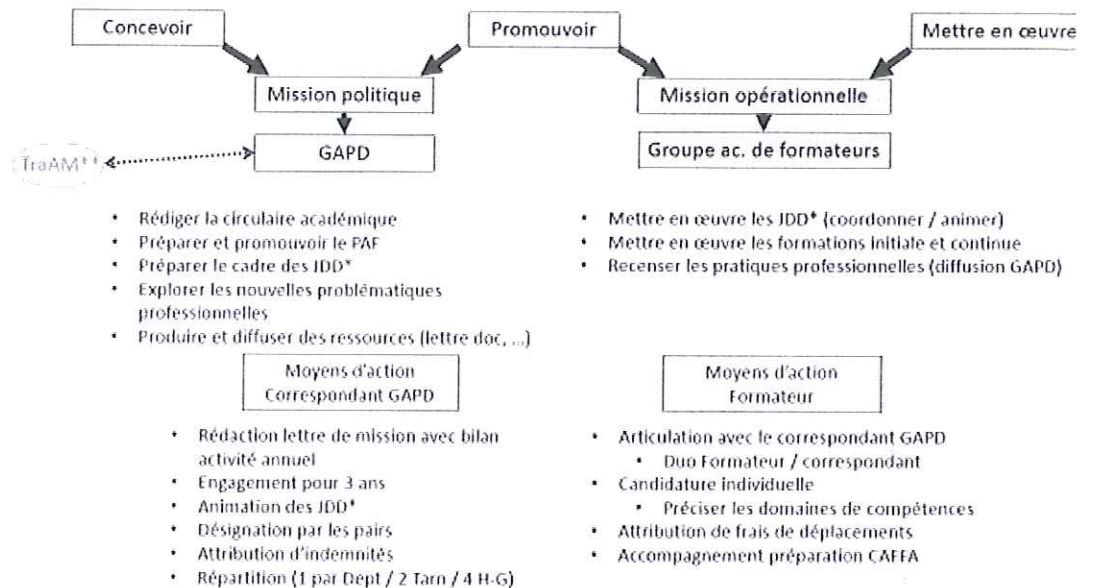 Concevoir
Promouvoir
Mettre en œuvre
Mission politique
Mission opérationnelle
TraAM**
GAPD
Groupe ac. de formateurs
• Rédiger la circulaire académique
• Préparer et promouvoir le PAF
• Préparer le cadre des JDD*
• Explorer les nouvelles problématiques
professionnelles
• Produire et diffuser des ressources (lettre doc, ...)
• Mettre en œuvre les JDD* (coordonner / animer)
• Mettre en œuvre les formations initiale et continue
• Recenser les pratiques professionnelles (diffusion GAPD)
Moyens d'action
Correspondant GAPD
• Rédaction lettre de mission avec bilan
activité annuel
• Engagement pour 3 ans
• Animation des JDD*
• Désignation par les pairs
• Attribution d'indemnités
• Répartition (1 par Dept / 2 Tarn / 4 H-G)
Moyens d'action
Formateur
• Articulation avec le correspondant GAPD
• Duo Formateur / correspondant
• Candidature individuelle
• Préciser les domaines de compétences
• Attribution de frais de déplacements
• Accompagnement préparation CAFFA